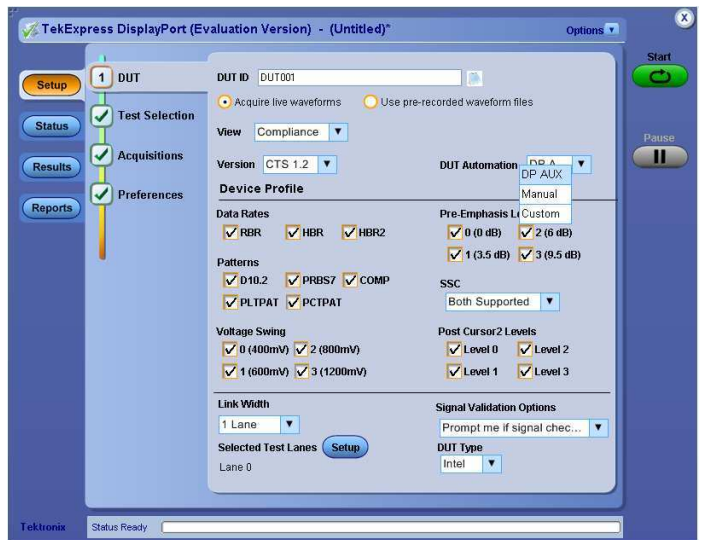 TekExpress DisplayPort (Evaluation Version) - (Untitled)*
Options
X
Start
Pause
Setup
Status
Results
Reports
1 DUT
Test Selection
Acquisitions
Preferences
DUT ID DUT001
Acquire live waveforms Use pre-recorded waveform files
View Compliance
Version CTS 1.2
DUT Automation DP A
DP AUX
Manual
Custom
Device Profile
Data Rates
RBR HBR HBR2
Patterns
D10.2 PRBS7 COMP
PLTPAT PCTPAT
Voltage Swing
0 (400mV) 2 (800mV)
1 (600mV) 3 (1200mV)
Pre-Emphasis
0 (0 dB) 2 (6 dB)
1 (3.5 dB) 3 (9.5 dB)
SSC
Both Supported
Post Cursor2 Levels
Level 0 Level 2
Level 1 Level 3
Link Width
1 Lane
Selected Test Lanes Setup
Lane 0
Signal Validation Options
Prompt me if signal chec...
DUT Type
Intel
Tektronix
Status Ready